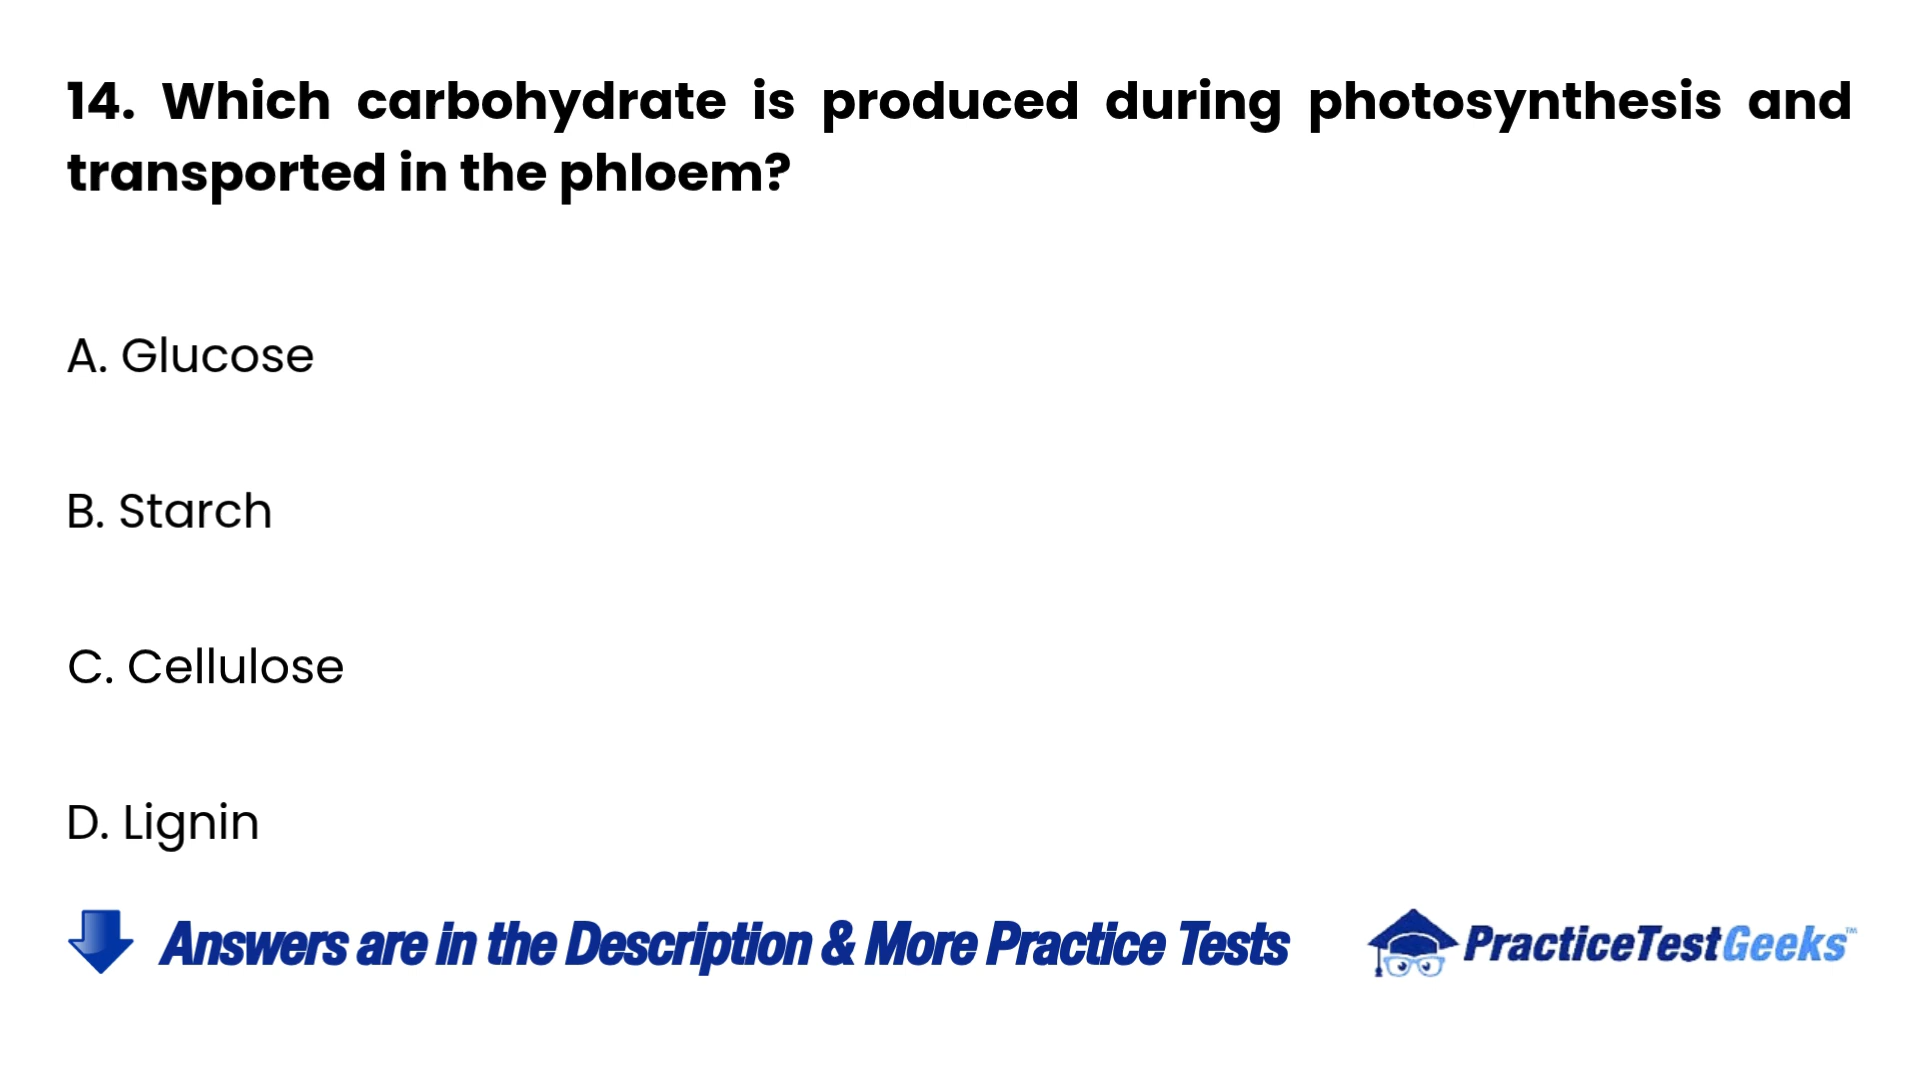 14. Which carbohydrate is produced during photosynthesis and
transported in the phloem?
A. Glucose
B. Starch
C. Cellulose
D. Lignin
Answers are in the Description & More Practice Tests
PracticeTestGeeks™